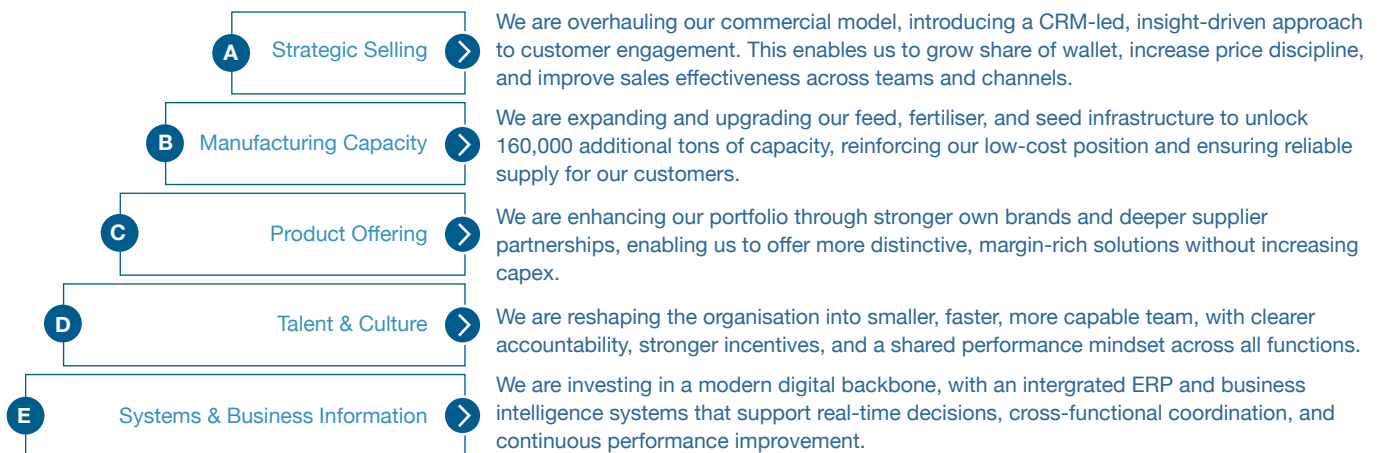 A
Strategic Selling
We are overhauling our commercial model, introducing a CRM-led, insight-driven approach
to customer engagement. This enables us to grow share of wallet, increase price discipline,
and improve sales effectiveness across teams and channels.
B
Manufacturing Capacity
We are expanding and upgrading our feed, fertiliser, and seed infrastructure to unlock
160,000 additional tons of capacity, reinforcing our low-cost position and ensuring reliable
supply for our customers.
C
Product Offering
We are enhancing our portfolio through stronger own brands and deeper supplier
partnerships, enabling us to offer more distinctive, margin-rich solutions without increasing
capex.
D
Talent & Culture
We are reshaping the organisation into smaller, faster, more capable team, with clearer
accountability, stronger incentives, and a shared performance mindset across all functions.
E
Systems & Business Information
We are investing in a modern digital backbone, with an intergrated ERP and business
intelligence systems that support real-time decisions, cross-functional coordination, and
continuous performance improvement.